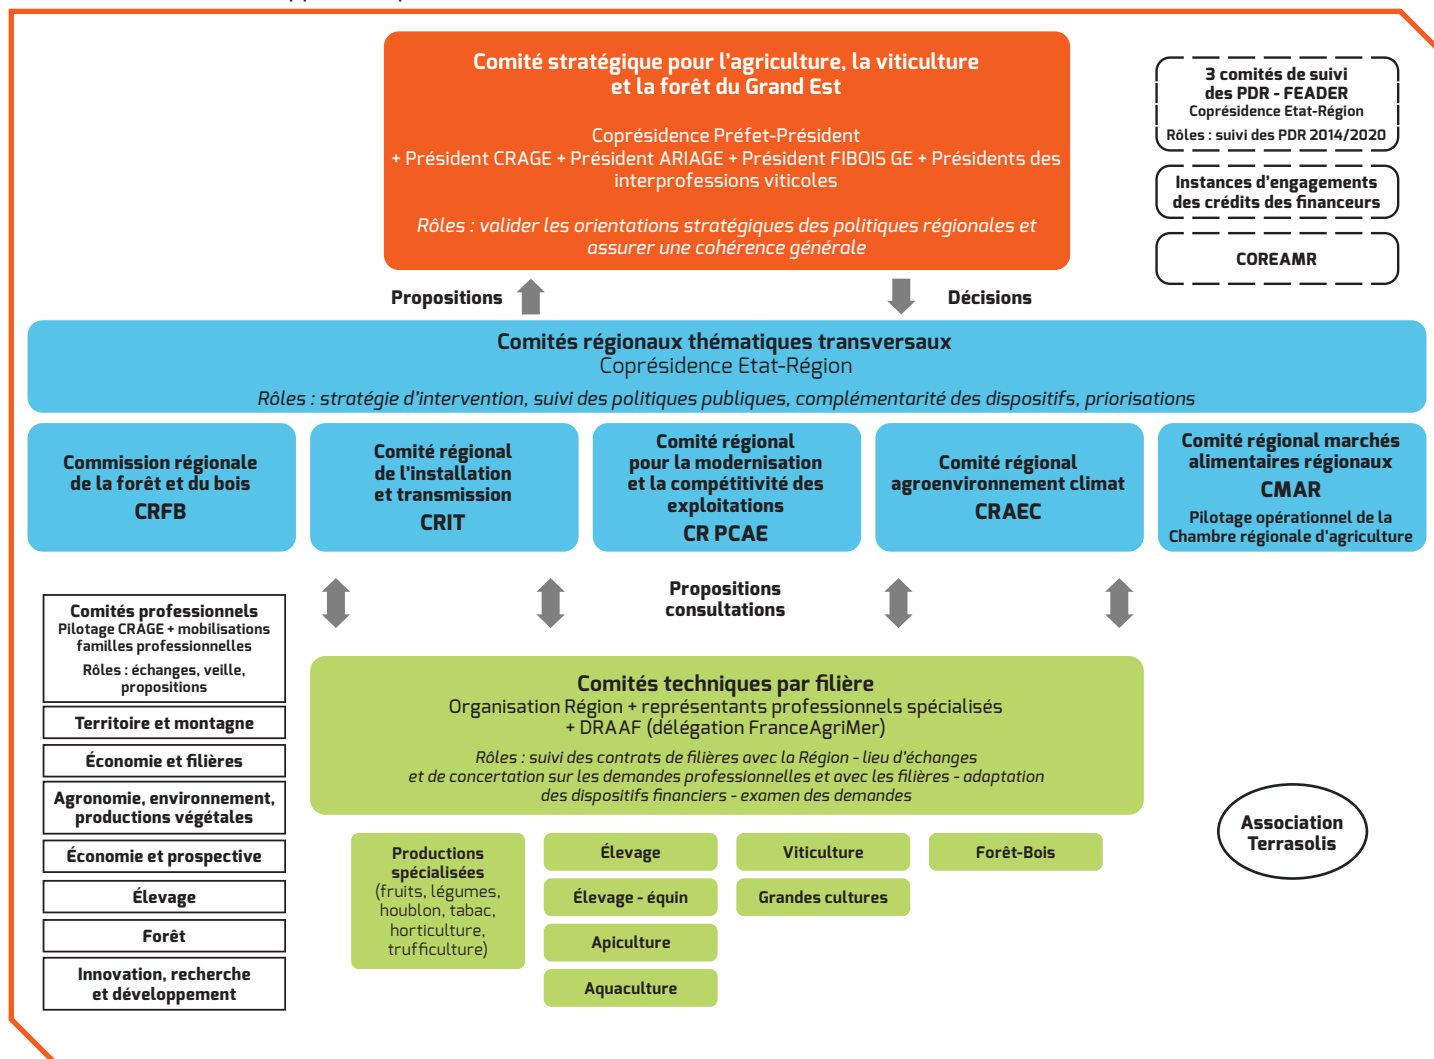 Comité stratégique pour l'agriculture, la viticulture
et la forêt du Grand Est
Coprésidence Préfet-Président
+ Président CRAGE + Président ARIAGE + Président FIBOIS GE + Présidents des
interprofessions viticoles
Rôles : valider les orientations stratégiques des politiques régionales et
assurer une cohérence générale
3 comités de suivi
des PDR - FEADER
Coprésidence Etat-Région
Rôles : suivi des PDR 2014/2020
Instances d'engagements
des crédits des financeurs
COREAMR
Propositions
Décisions
Comités régionaux thématiques transversaux
Coprésidence Etat-Région
Rôles : stratégie d'intervention, suivi des politiques publiques, complémentarité des dispositifs, priorisations
Commission régionale
de la forêt et du bois
CRFB
Comité régional
de l'installation
et transmission
CRIT
Comité régional
pour la modernisation
et la compétitivité des
exploitations
CR PCAE
Comité régional
agroenvironnement climat
CRAEC
Comité régional marchés
alimentaires régionaux
CMAR
Pilotage opérationnel de la
Chambre régionale d'agriculture
Propositions
consultations
Comités professionnels
Pilotage CRAGE + mobilisations
familles professionnelles
Rôles : échanges, veille,
propositions
Territoire et montagne
Économie et filières
Agronomie, environnement,
productions végétales
Économie et prospective
Élevage
Forêt
Innovation, recherche
et développement
Comités techniques par filière
Organisation Région + représentants professionnels spécialisés
+ DRAAF (délégation FranceAgriMer)
Rôles : suivi des contrats de filières avec la Région - lieu d'échanges
et de concertation sur les demandes professionnelles et avec les filières - adaptation
des dispositifs financiers - examen des demandes
Productions
spécialisées
(fruits, légumes,
houblon, tabac,
horticulture,
trufficulture)
Élevage
Élevage - équin
Apiculture
Aquaculture
Viticulture
Grandes cultures
Forêt-Bois
Association
Terrasolis